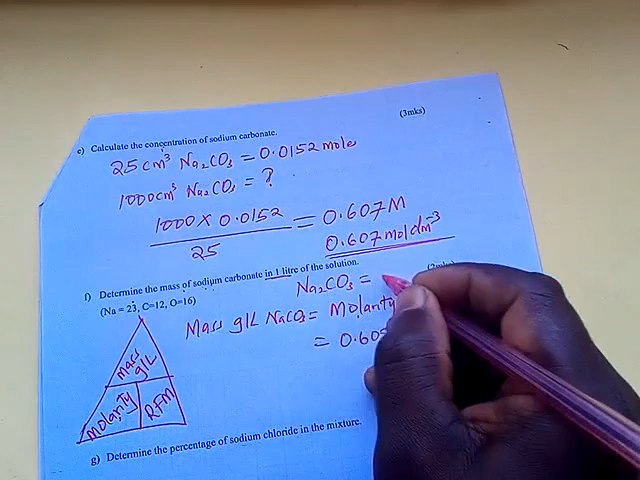 (3mks)
e) Calculate the concentration of sodium carbonate.
25cm³ Na₂CO₃ = 0.0152 mole
1000cm³ Na₂CO₃ = ?
1000 X 0.0152
25
= 0.607M
0.607 mol dm⁻³
f) Determine the mass of sodium carbonate in 1 litre of the solution.
(Na = 23, C=12, O=16)
Na₂CO₃ =
Mass g/L NaCO₃ = Molarity
= 0.60
mass
g/L
molarity
RFM
g) Determine the percentage of sodium chloride in the mixture.